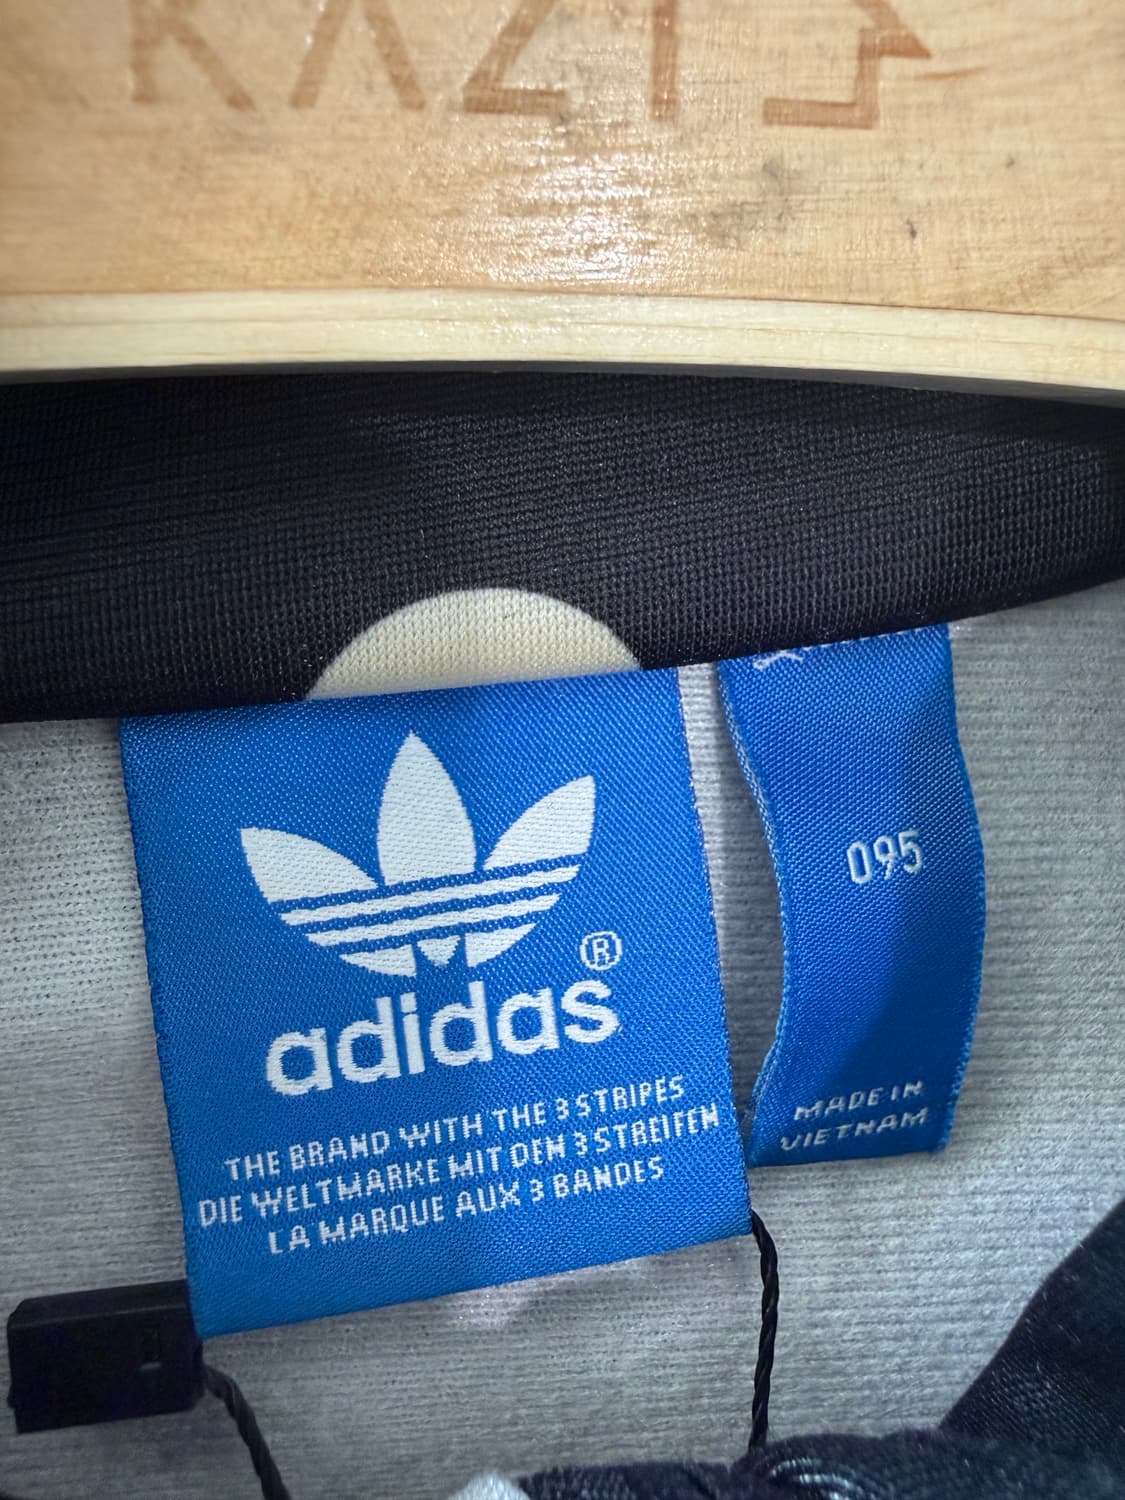 adidas®
THE BRAND WITH THE 3 STRIPES
DIE WELTMARKE MIT DEN 3 STREIFEN
LA MARQUE AUX 3 BANDES
095
MADE IN
VIETNAM